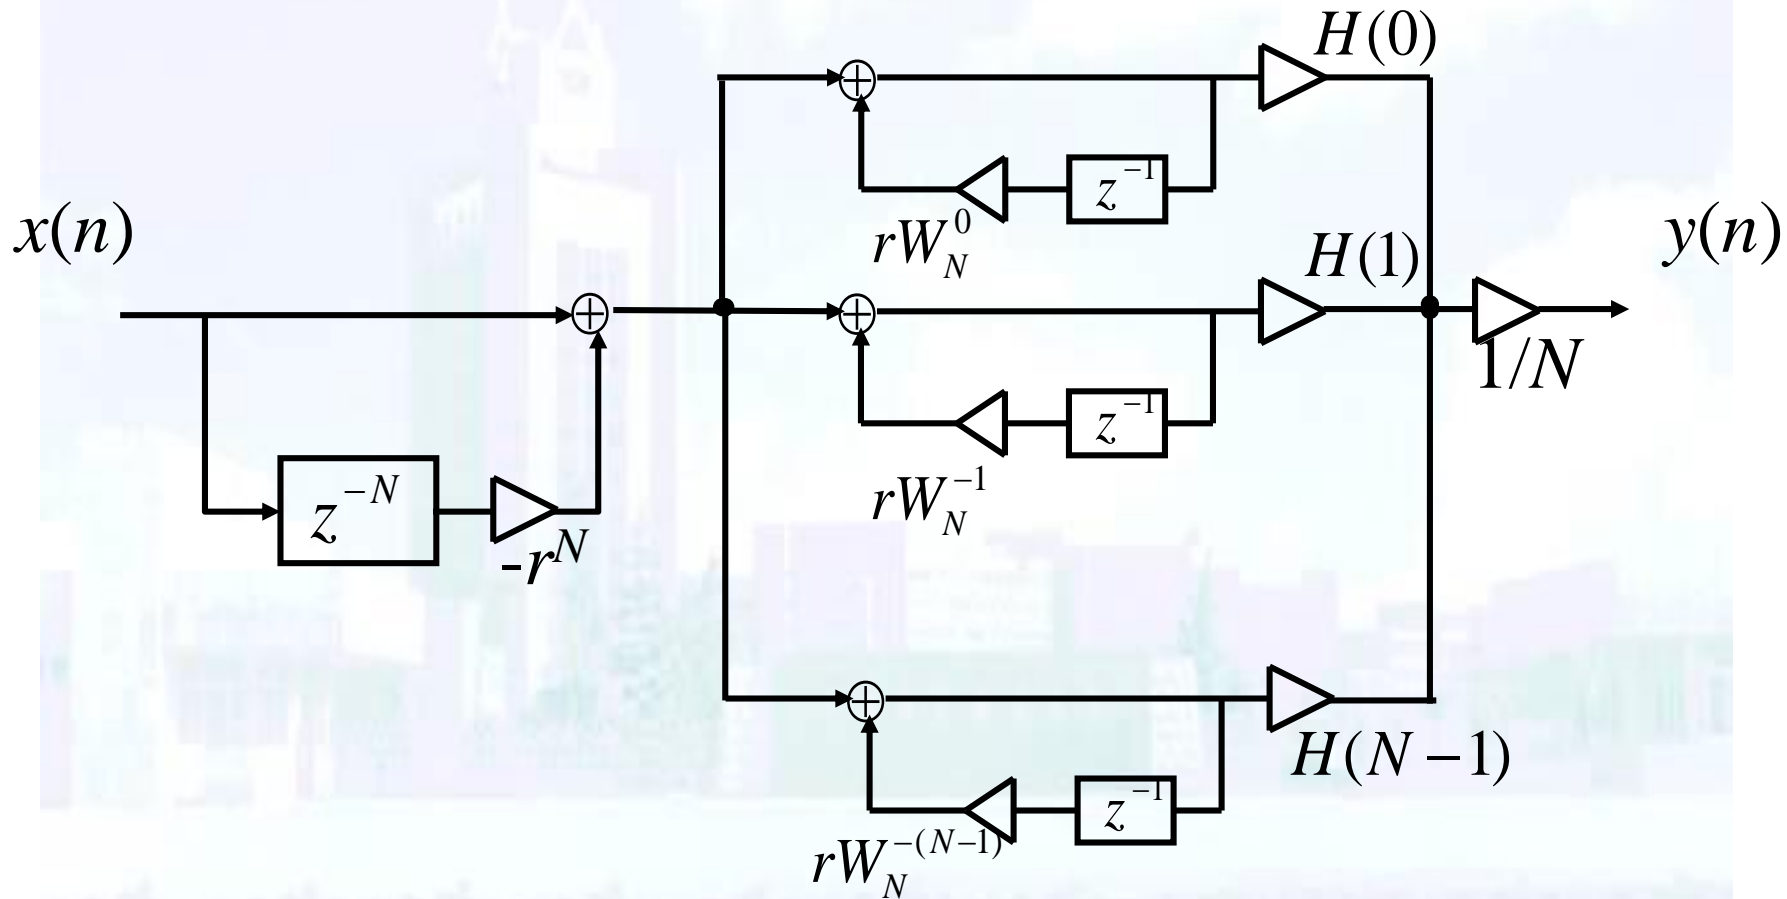 H(0)
z⁻¹
rW_N^0
x(n)
H(1)
y(n)
1/N
z⁻¹
rW_N^{-1}
z^{-N}
-r^N
H(N−1)
z⁻¹
rW_N^{-(N-1)}